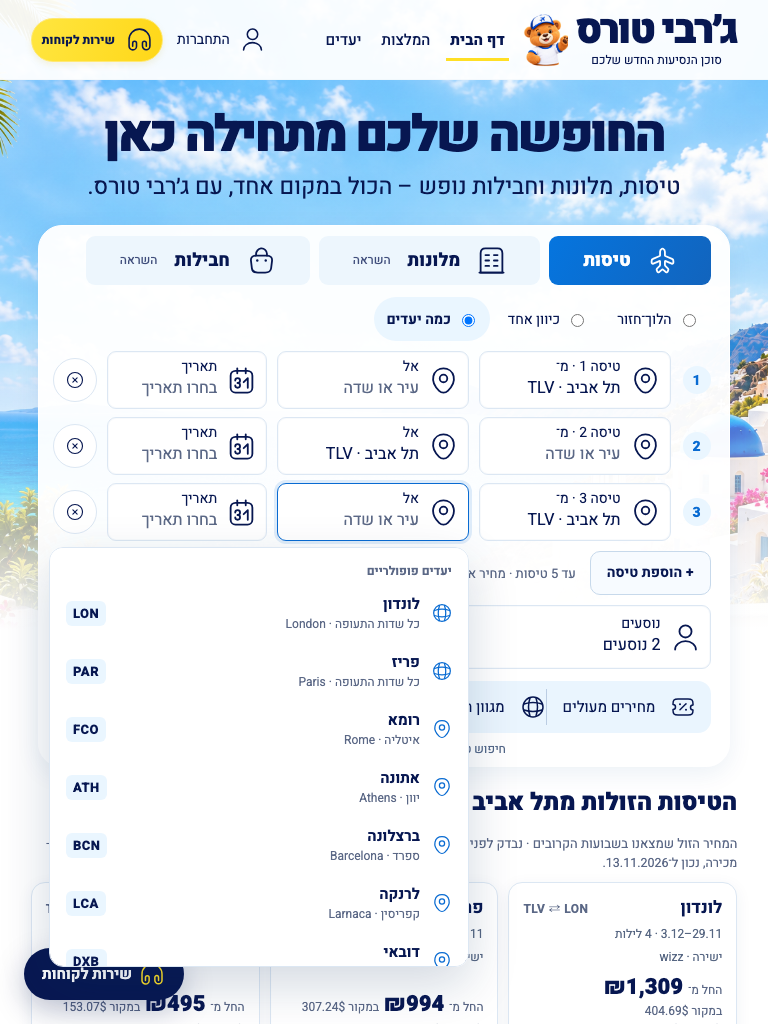 ג׳רבי טורס
סוכן הנסיעות החדש שלכם
דף הבית
המלצות
יעדים
התחברות
שירות לקוחות
החופשה שלכם מתחילה כאן
טיסות, מלונות וחבילות נופש – הכול במקום אחד, עם ג׳רבי טורס.
טיסות
מלונות השראה
חבילות השראה
הלוך־חזור
כיוון אחד
כמה יעדים
1
טיסה 1 · מ־
תל אביב · TLV
אל
עיר או שדה
תאריך
בחרו תאריך
2
טיסה 2 · מ־
עיר או שדה
אל
תל אביב · TLV
תאריך
בחרו תאריך
3
טיסה 3 · מ־
תל אביב · TLV
אל
עיר או שדה
תאריך
בחרו תאריך
+ הוספת טיסה
עד 5 טיסות · מחיר
נוסעים
2 נוסעים
מחירים מעולים
מגוון
חיפוש
יעדים פופולריים
לונדון
כל שדות התעופה · London
LON
פריז
כל שדות התעופה · Paris
PAR
רומא
איטליה · Rome
FCO
אתונה
יוון · Athens
ATH
ברצלונה
ספרד · Barcelona
BCN
לרנקה
קפריסין · Larnaca
LCA
דובאי
DXB
הטיסות הזולות מתל אביב
המחיר הזול שמצאנו בשבועות הקרובים · נבדק לפני
מכירה, נכון ל־13.11.2026.
לונדון
TLV ⇄ LON
29.11–3.12 · 4 לילות
ישירה · wizz
החל מ־ ₪1,309
במקור 404.69$
החל מ־ ₪994 במקור 307.24$
החל מ־ ₪495 במקור 153.07$
שירות לקוחות